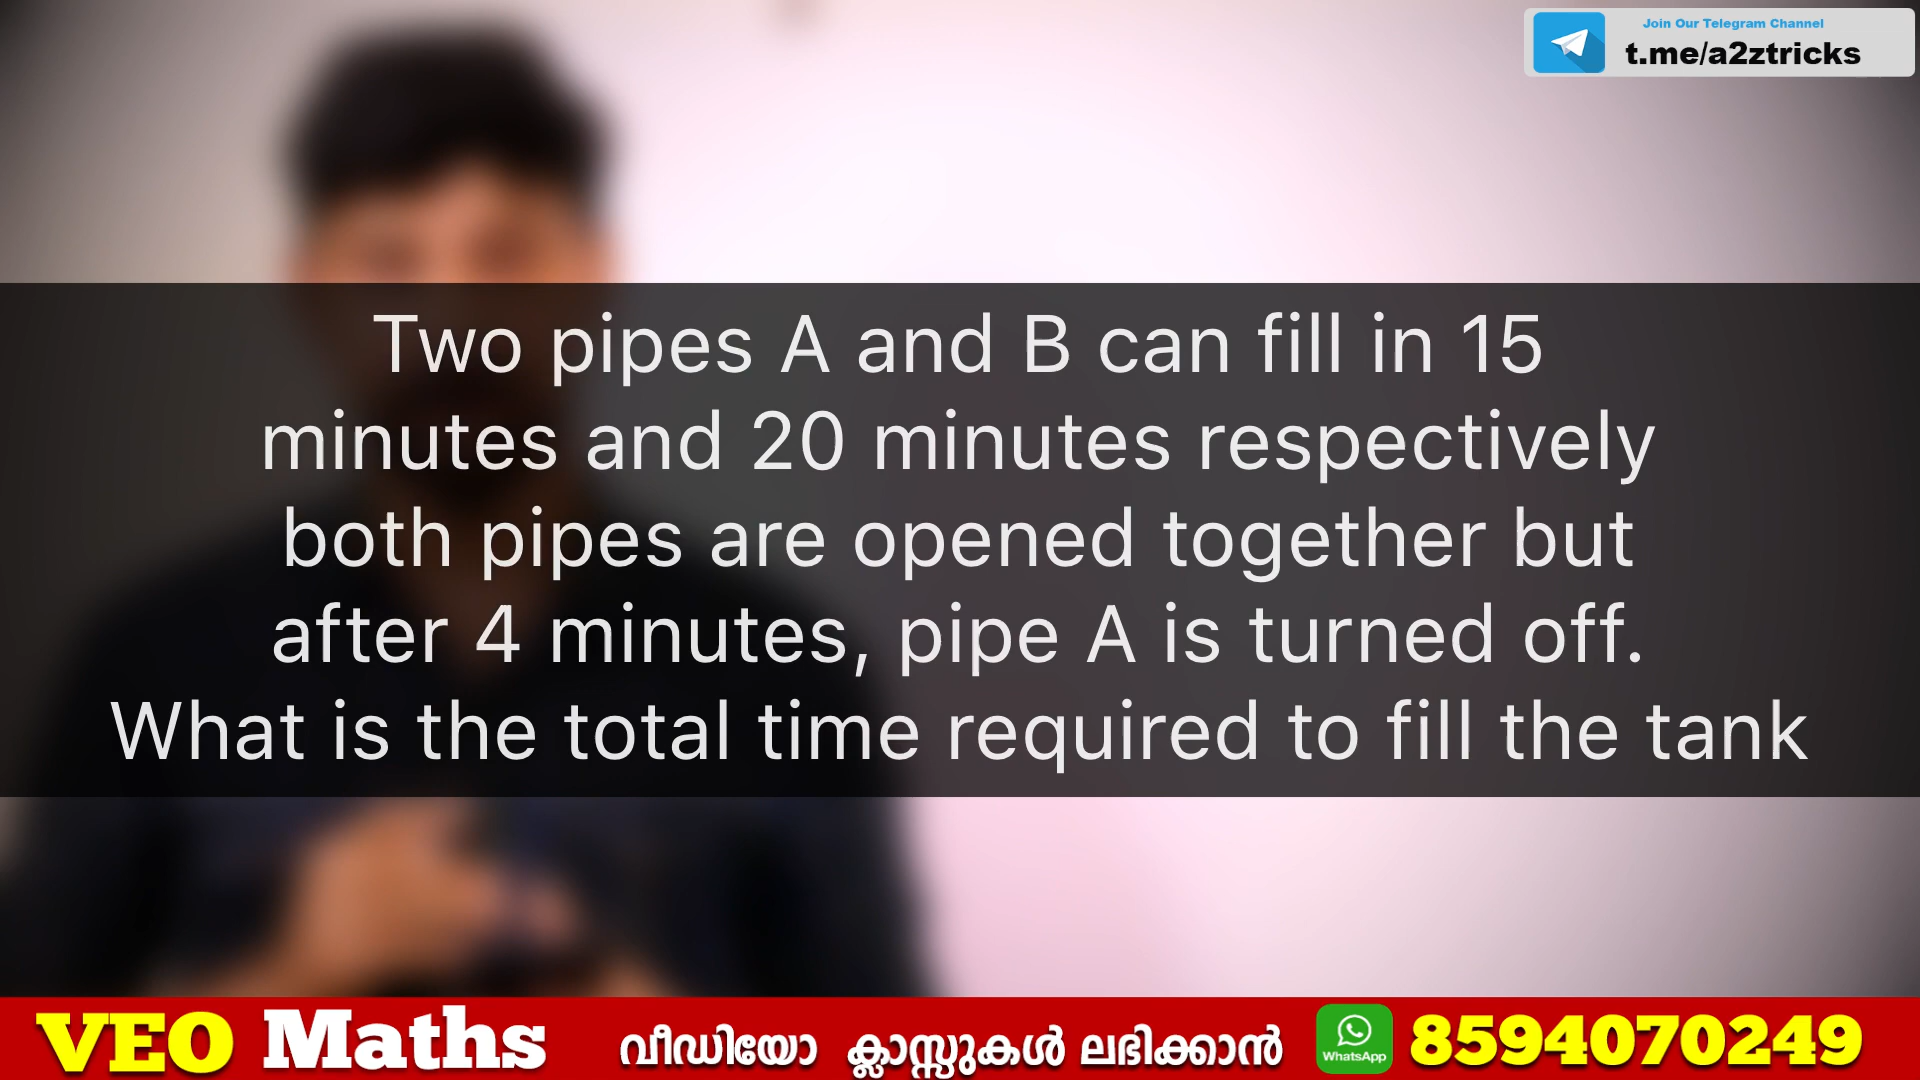 Join Our Telegram Channel
t.me/a2ztricks
Two pipes A and B can fill in 15
minutes and 20 minutes respectively
both pipes are opened together but
after 4 minutes, pipe A is turned off.
What is the total time required to fill the tank
VEO Maths വീഡിയോ ക്ലാസ്സുകൾ ലഭിക്കാൻ WhatsApp 8594070249